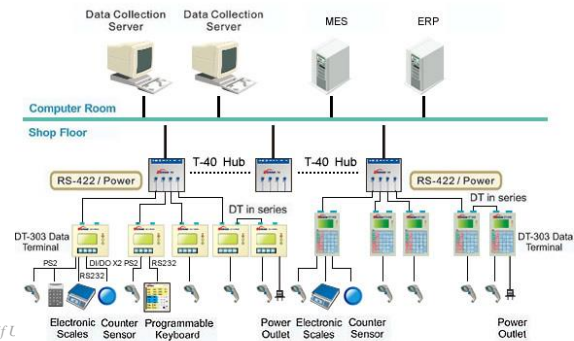 Data Collection
Server
Data Collection
Server
MES
ERP
Computer Room
Shop Floor
T-40 Hub
T-40 Hub
RS-422 / Power
RS-422 / Power
DT in series
DT in series
DT-303 Data
Terminal
DT-303 Data
Terminal
PS2
DI/DO X2
PS2
RS232
RS232
Electronic
Scales
Counter
Sensor
Programmable
Keyboard
Power
Outlet
Electronic
Scales
Counter
Sensor
Power
Outlet